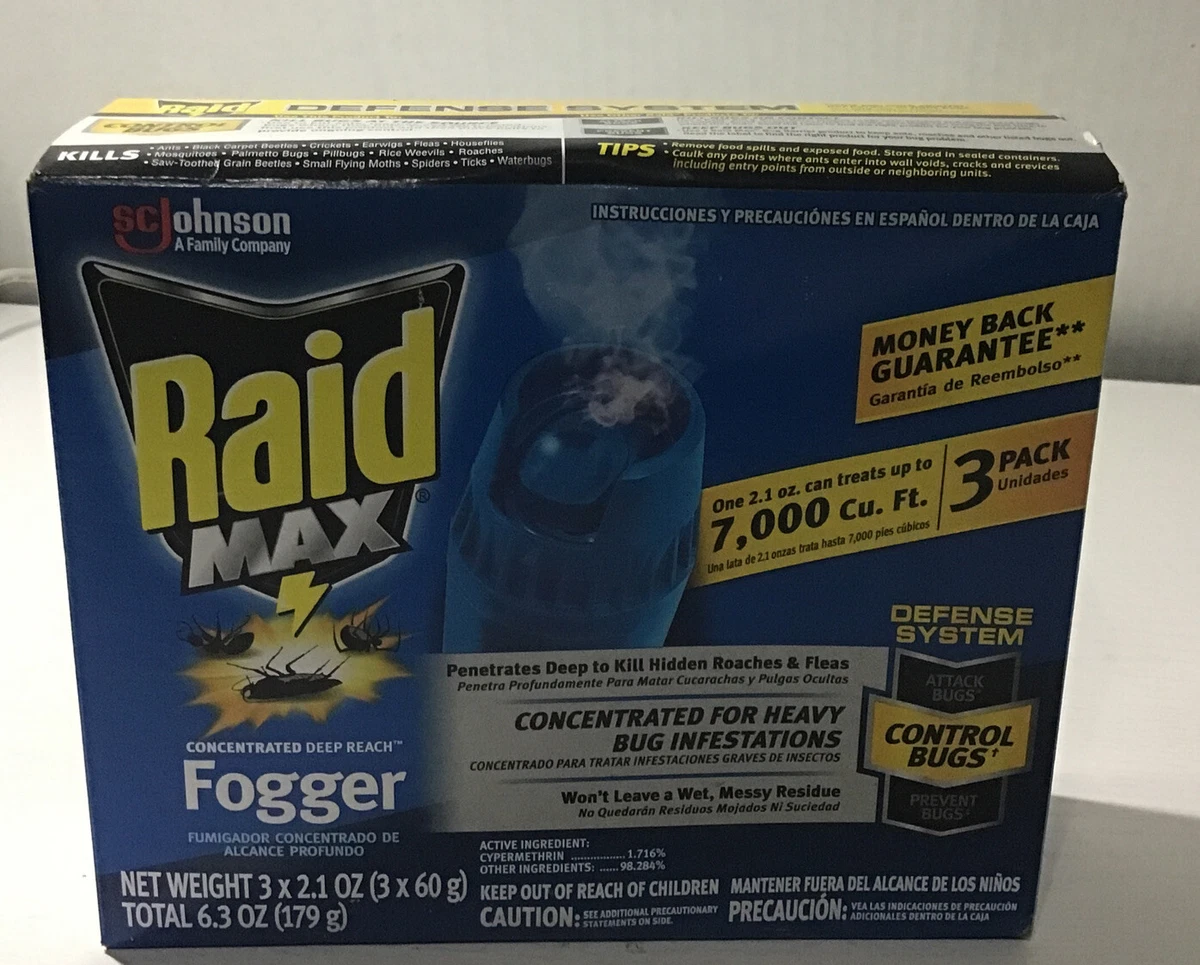 Raid DEFENSE SYSTEM
KILLS • Ants • Black Carpet Beetles • Crickets • Earwigs • Fleas • Houseflies
• Mosquitoes • Palmetto Bugs • Pillbugs • Rice Weevils • Roaches
• Saw-Toothed Grain Beetles • Small Flying Moths • Spiders • Ticks • Waterbugs
TIPS • Remove food spills and exposed food. Store food in sealed containers.
• Caulk any points where ants enter into wall voids, cracks and crevices
including entry points from outside or neighboring units.
scJohnson
A Family Company
INSTRUCCIONES Y PRECAUCIÓNES EN ESPAÑOL DENTRO DE LA CAJA
Raid
MAX®
MONEY BACK
GUARANTEE**
Garantía de Reembolso**
One 2.1 oz. can treats up to
7,000 Cu. Ft.
Una lata de 2.1 onzas trata hasta 7,000 pies cúbicos
3 PACK
Unidades
DEFENSE
SYSTEM
ATTACK
BUGS
CONTROL
BUGS†
PREVENT
BUGS
Penetrates Deep to Kill Hidden Roaches & Fleas
Penetra Profundamente Para Matar Cucarachas y Pulgas Ocultas
CONCENTRATED FOR HEAVY
BUG INFESTATIONS
CONCENTRADO PARA TRATAR INFESTACIONES GRAVES DE INSECTOS
Won't Leave a Wet, Messy Residue
No Quedarán Residuos Mojados Ni Suciedad
CONCENTRATED DEEP REACH™
Fogger
FUMIGADOR CONCENTRADO DE
ALCANCE PROFUNDO
NET WEIGHT 3 x 2.1 OZ (3 x 60 g)
TOTAL 6.3 OZ (179 g)
ACTIVE INGREDIENT:
CYPERMETHRIN ................. 1.716%
OTHER INGREDIENTS: ...... 98.284%
KEEP OUT OF REACH OF CHILDREN
CAUTION: SEE ADDITIONAL PRECAUTIONARY
STATEMENTS ON SIDE.
MANTENER FUERA DEL ALCANCE DE LOS NIÑOS
PRECAUCIÓN: VEA LAS INDICACIONES DE PRECAUCIÓN
ADICIONALES DENTRO DE LA CAJA